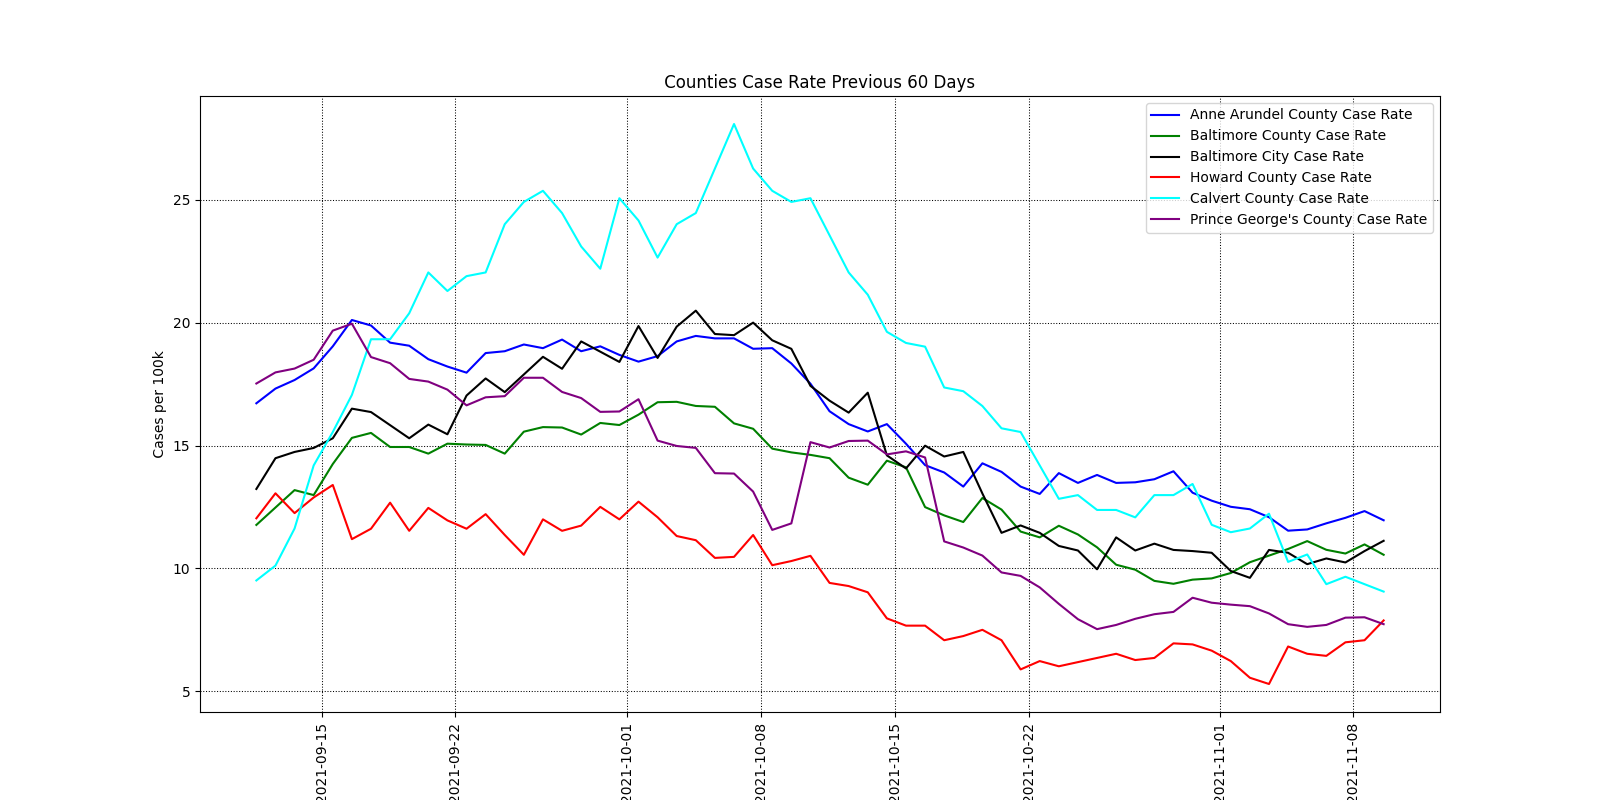 Counties Case Rate Previous 60 Days
Anne Arundel County Case Rate
Baltimore County Case Rate
Baltimore City Case Rate
Howard County Case Rate
Calvert County Case Rate
Prince George's County Case Rate
Cases per 100k
25
20
15
10
5
2021-09-15
2021-09-22
2021-10-01
2021-10-08
2021-10-15
2021-10-22
2021-11-01
2021-11-08